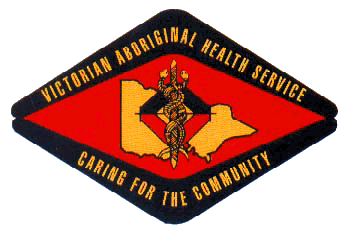 VICTORIAN ABORIGINAL HEALTH SERVICE
CARING FOR THE COMMUNITY